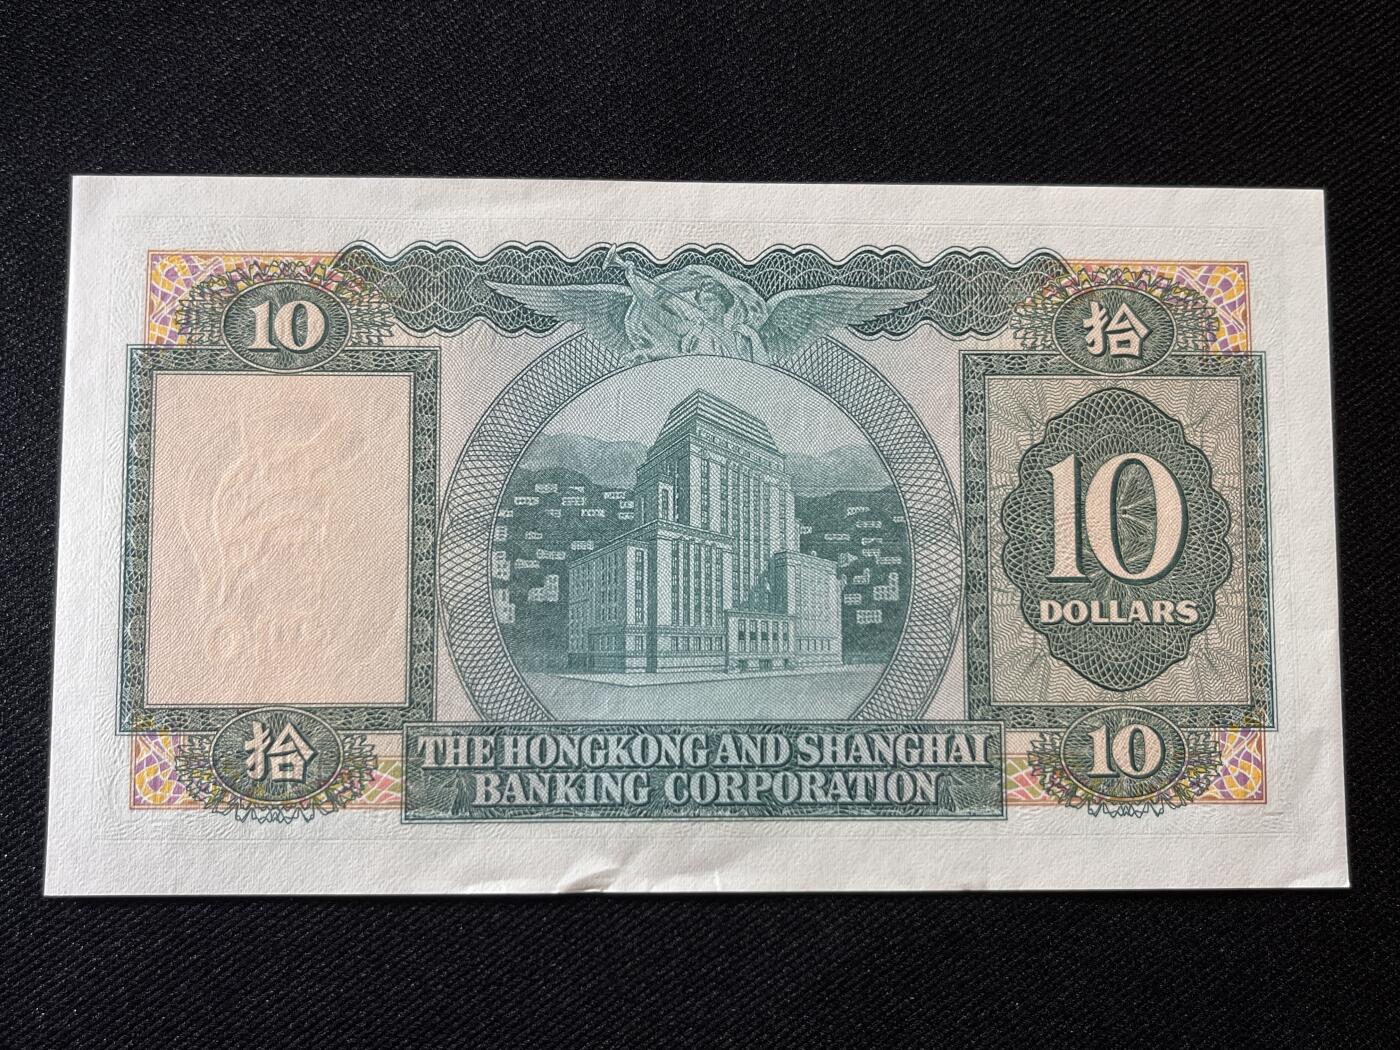 10
拾
10
DOLLARS
拾
THE HONGKONG AND SHANGHAI
BANKING CORPORATION
10